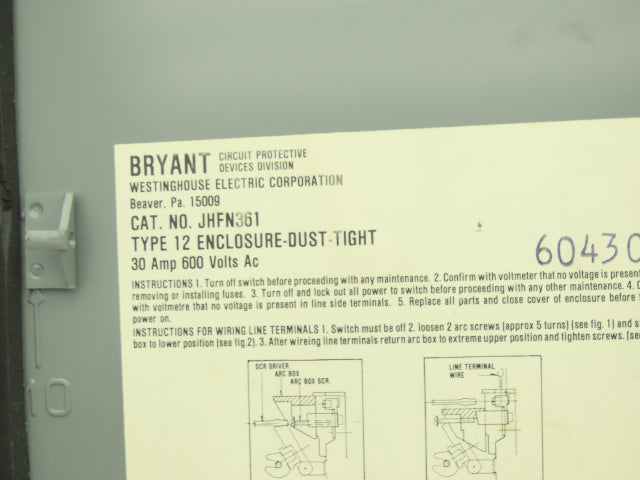 BRYANT CIRCUIT PROTECTIVE
DEVICES DIVISION
WESTINGHOUSE ELECTRIC CORPORATION
Beaver, Pa. 15009
CAT. NO. JHFN361
TYPE 12 ENCLOSURE-DUST-TIGHT
30 Amp 600 Volts Ac
60430
INSTRUCTIONS 1. Turn off switch before proceeding with any maintenance. 2. Confirm with voltmeter that no voltage is present
removing or installing fuses. 3. Turn off and lock out all power to switch before proceeding with any other maintenance. 4.
with voltmetre that no voltage is present in line side terminals. 5. Replace all parts and close cover of enclosure before
power on.
INSTRUCTIONS FOR WIRING LINE TERMINALS 1. Switch must be off 2. loosen 2 arc screws (approx 5 turns) (see fig. 1) and
box to lower position (see fig.2). 3. After wireing line terminals return arc box to extreme upper position and tighten screws.
SCR DRIVER
ARC BOX
ARC BOX SCR.
LINE TERMINAL
WIRE
10